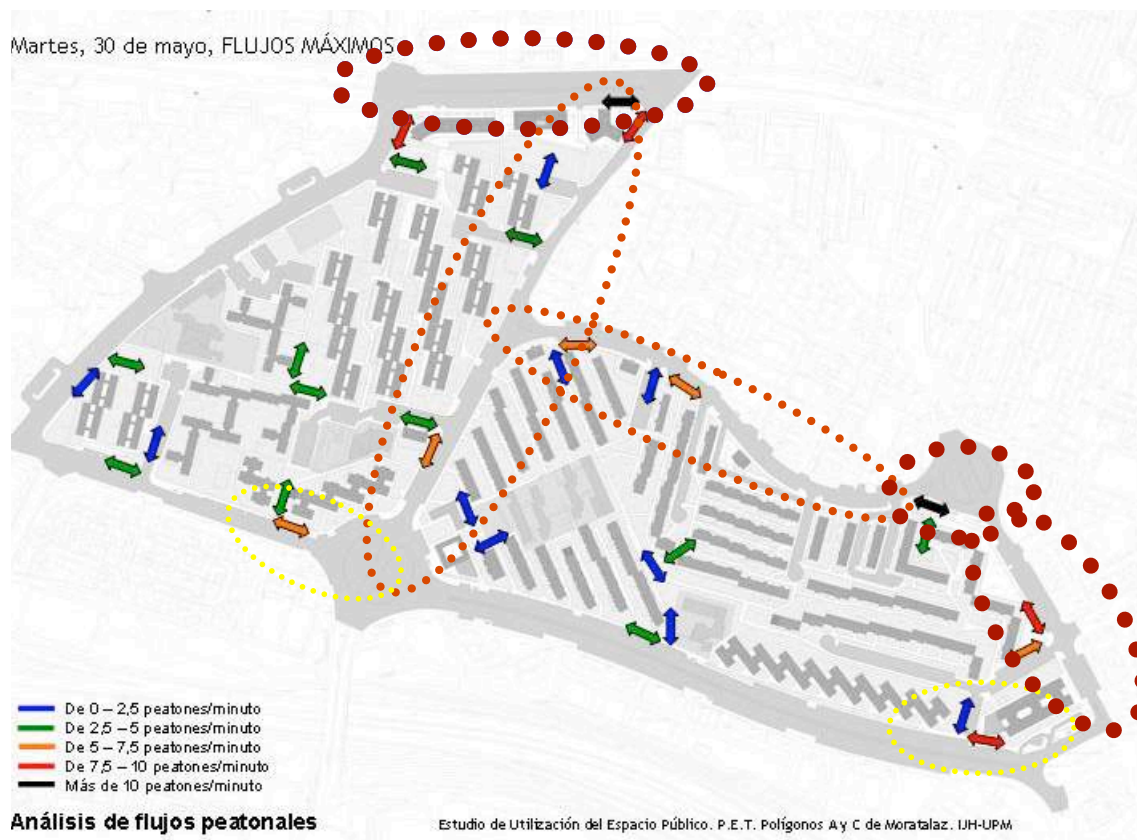 Martes, 30 de mayo, FLUJOS MÁXIMOS
De 0 – 2,5 peatones/minuto
De 2,5 – 5 peatones/minuto
De 5 – 7,5 peatones/minuto
De 7,5 – 10 peatones/minuto
Más de 10 peatones/minuto
Análisis de flujos peatonales
Estudio de Utilización del Espacio Público. P.E.T. Polígonos A y C de Moratalaz. IJH-UPM